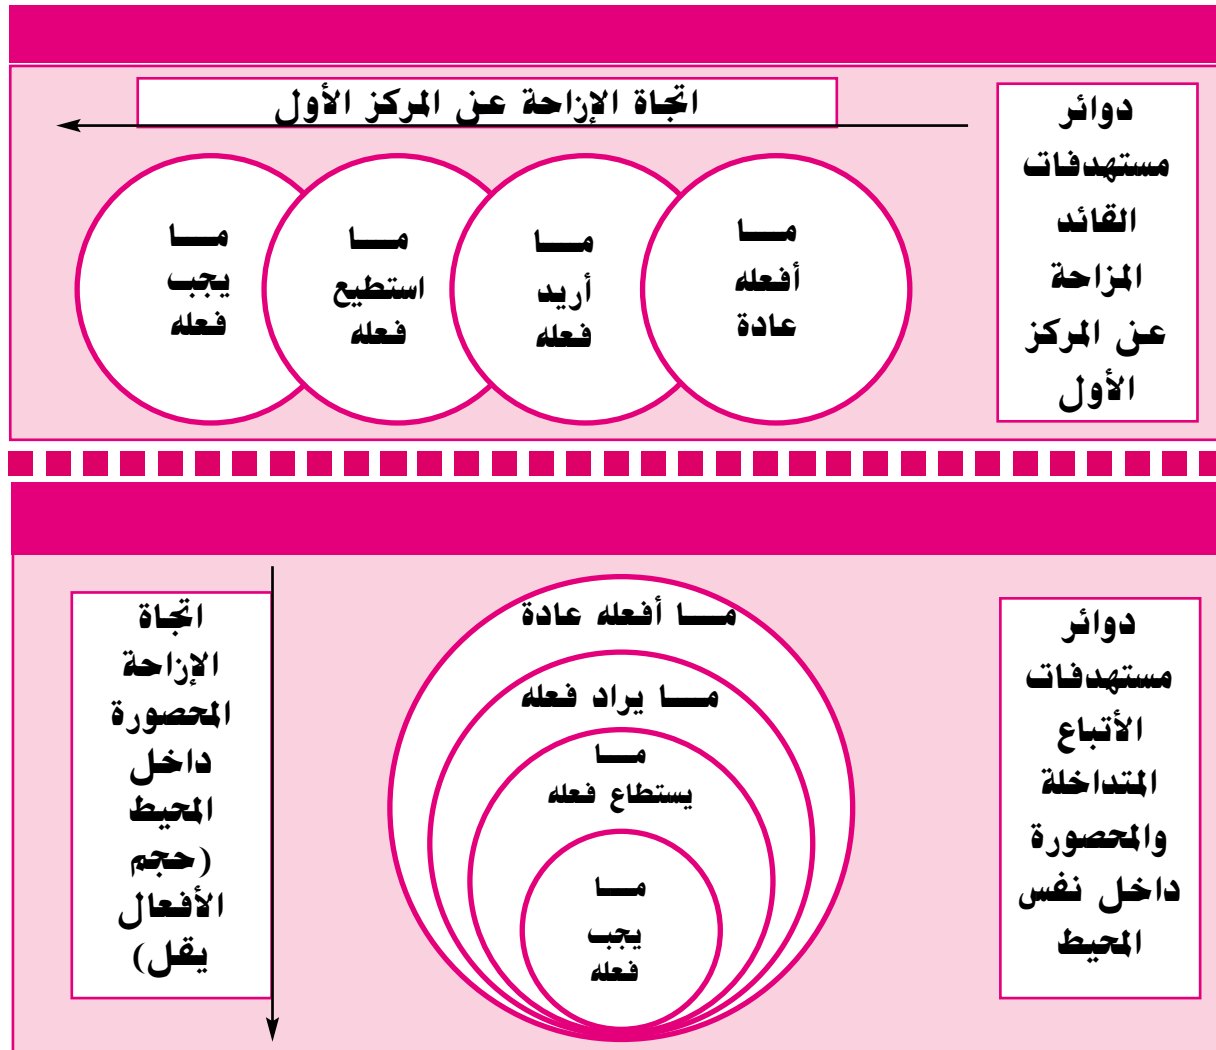 اتجاة الإزاحة عن المركز الأول
دوائر
مستهدفات
القائد
المزاحة
عن المركز
الأول
مـــا
أفعله
عادة
مـــا
أريد
فعله
مـــا
استطيع
فعله
مـــا
يجب
فعله
دوائر
مستهدفات
الأتباع
المتداخلة
والمحصورة
داخل نفس
المحيط
مـــا أفعله عادة
مـــا يراد فعله
مـــا
يستطاع فعله
مـــا
يجب
فعله
اتجاة
الإزاحة
المحصورة
داخل
المحيط
(حجم
الأفعال
يقل)